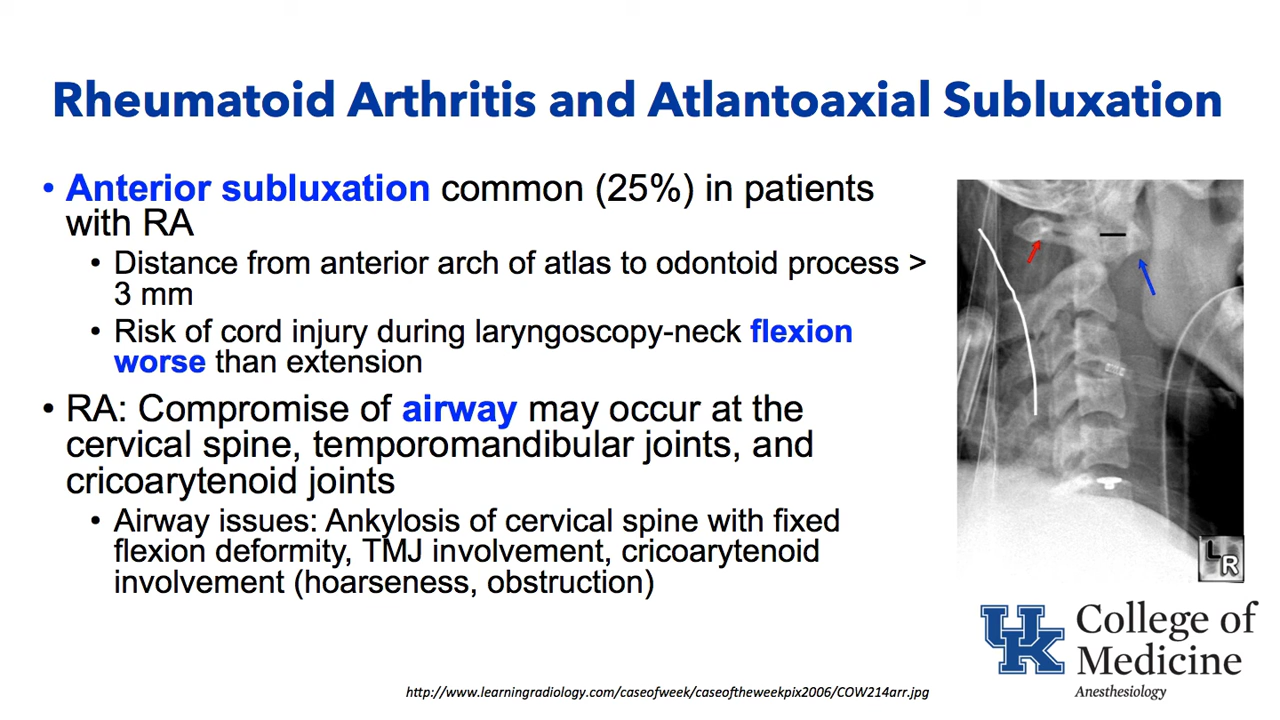 Rheumatoid Arthritis and Atlantoaxial Subluxation
• Anterior subluxation common (25%) in patients
with RA
• Distance from anterior arch of atlas to odontoid process >
3 mm
• Risk of cord injury during laryngoscopy-neck flexion
worse than extension
• RA: Compromise of airway may occur at the
cervical spine, temporomandibular joints, and
cricoarytenoid joints
• Airway issues: Ankylosis of cervical spine with fixed
flexion deformity, TMJ involvement, cricoarytenoid
involvement (hoarseness, obstruction)
L
R
UK
College of
Medicine
Anesthesiology
http://www.learningradiology.com/caseofweek/caseoftheweekpix2006/COW214arr.jpg